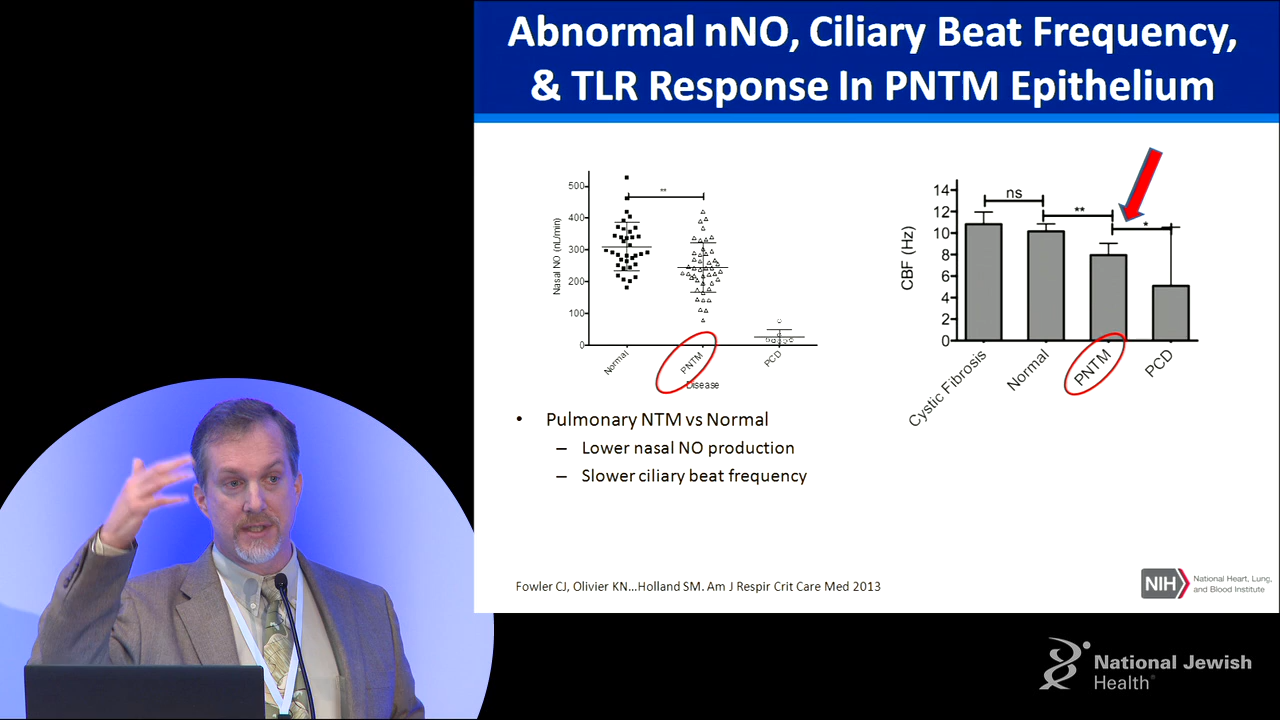 Abnormal nNO, Ciliary Beat Frequency,
& TLR Response In PNTM Epithelium
500
400
300
200
100
0
Nasal NO (nL/min)
**
Normal
PNTM
PCD
Disease
14
12
10
8
6
4
2
0
CBF (Hz)
ns
**
*
Cystic Fibrosis
Normal
PNTM
PCD
• Pulmonary NTM vs Normal
– Lower nasal NO production
– Slower ciliary beat frequency
Fowler CJ, Olivier KN...Holland SM. Am J Respir Crit Care Med 2013
NIH
National Heart, Lung,
and Blood Institute
National Jewish
Health®